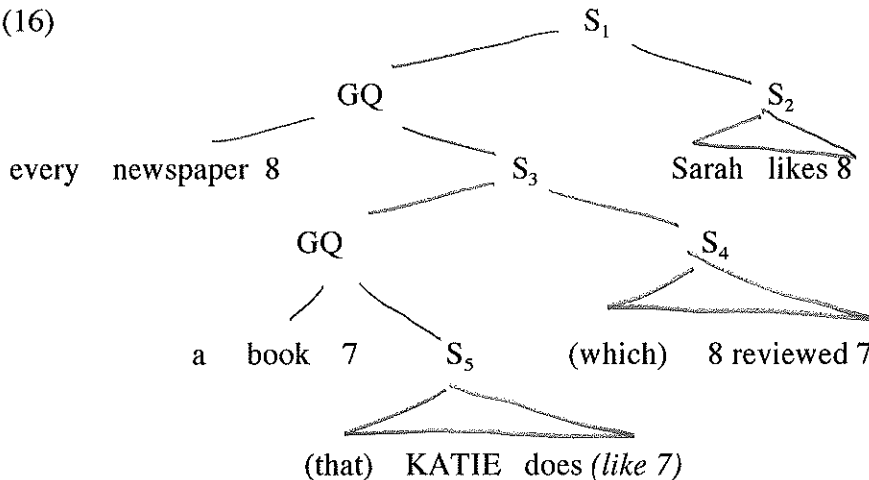 (16) S₁
GQ S₂
every newspaper 8 S₃ Sarah likes 8
GQ S₄
a book 7 S₅ (which) 8 reviewed 7
(that) KATIE does (like 7)